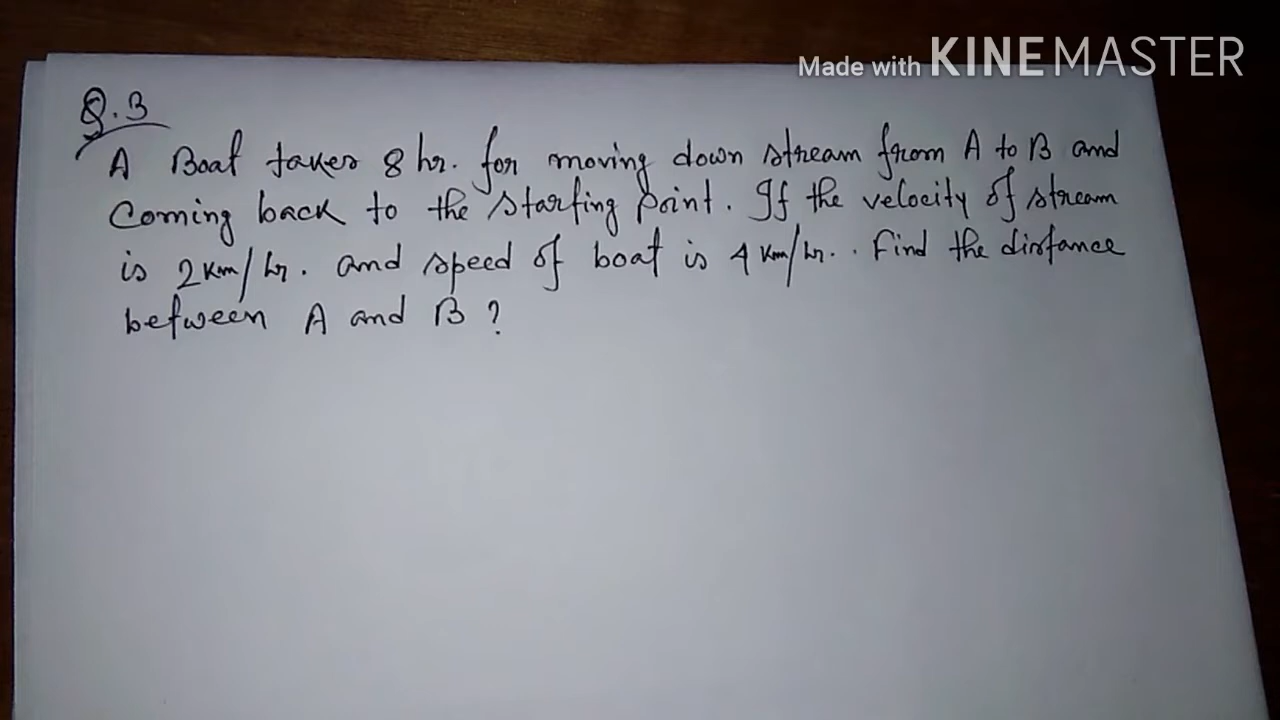 Made with KINEMASTER
Q.3
A Boat takes 8 hr. for moving down stream from A to B and
Coming back to the starting point. If the velocity of stream
is 2 Km/hr. and speed of boat is 4 Km/hr. . Find the distance
between A and B ?